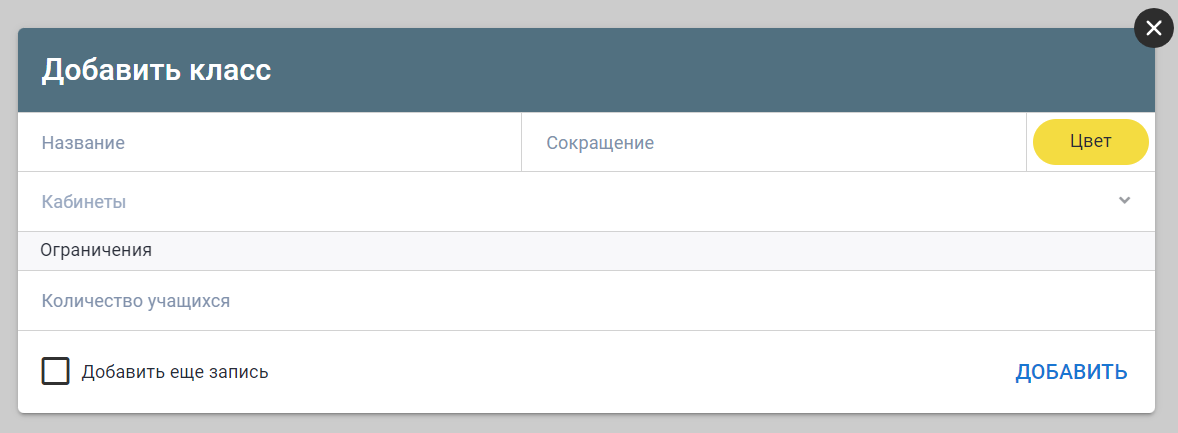 Добавить класс
Название
Сокращение
Цвет
Кабинеты
Ограничения
Количество учащихся
Добавить еще запись
ДОБАВИТЬ